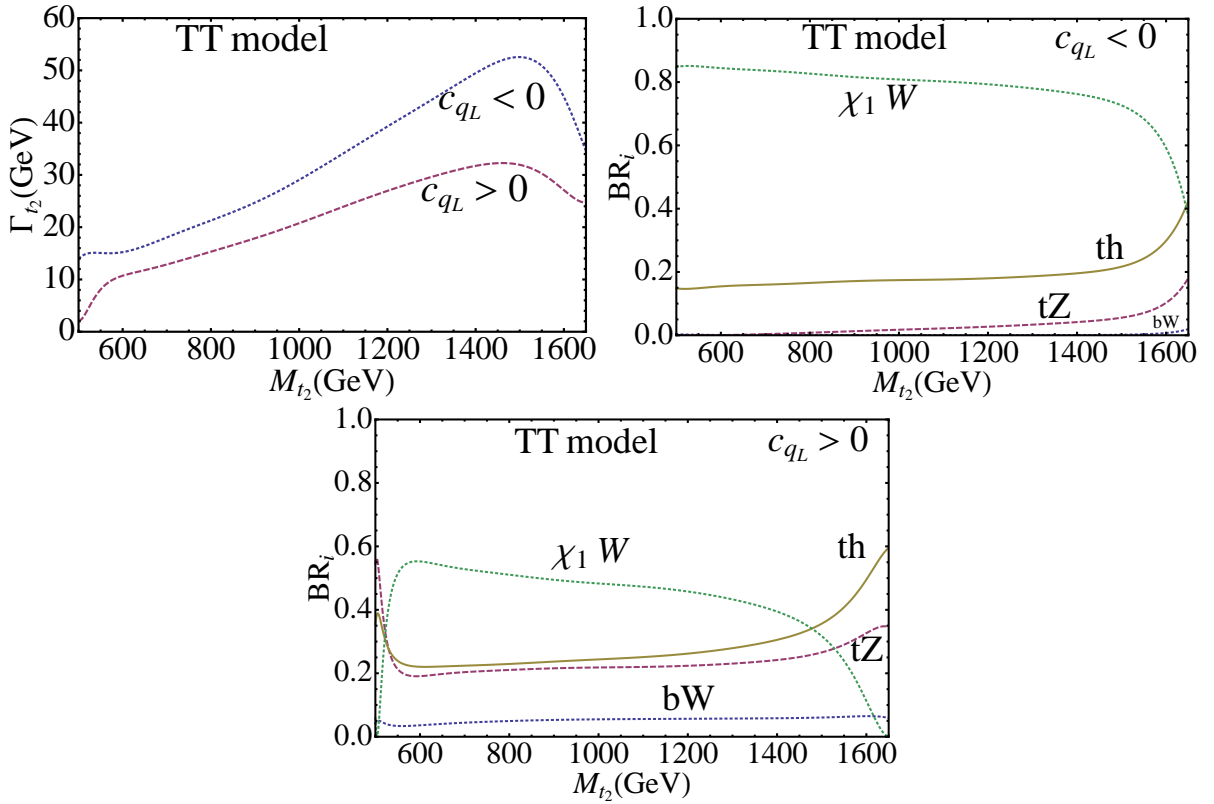 TT model
c_{q_L} < 0
c_{q_L} > 0
Γ_{t_2}(GeV)
60
50
40
30
20
10
0
600 800 1000 1200 1400 1600
M_{t_2}(GeV)
TT model c_{q_L} < 0
χ_1 W
th
tZ
bW
BR_i
1.0
0.8
0.6
0.4
0.2
0.0
600 800 1000 1200 1400 1600
M_{t_2}(GeV)
TT model c_{q_L} > 0
χ_1 W
th
tZ
bW
BR_i
1.0
0.8
0.6
0.4
0.2
0.0
600 800 1000 1200 1400 1600
M_{t_2}(GeV)